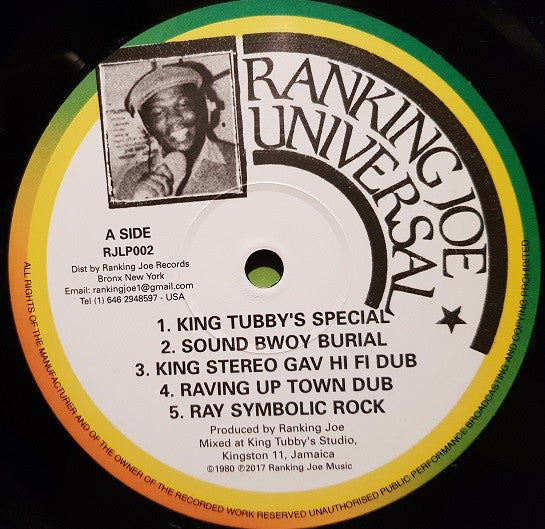 RANKING JOE
UNIVERSAL
A SIDE
RJLP002
Dist by Ranking Joe Records
Bronx New York
Email: rankingjoe1@gmail.com
Tel (1) 646 2948597 - USA
1. KING TUBBY'S SPECIAL
2. SOUND BWOY BURIAL
3. KING STEREO GAV HI FI DUB
4. RAVING UP TOWN DUB
5. RAY SYMBOLIC ROCK
Produced by Ranking Joe
Mixed at King Tubby's Studio,
Kingston 11, Jamaica
©1980 ℗2017 Ranking Joe Music
ALL RIGHTS OF THE MANUFACTURER AND OF THE OWNER OF THE RECORDED WORK RESERVED UNAUTHORISED PUBLIC PERFORMANCE BROADCASTING AND COPYING PROHIBITED.